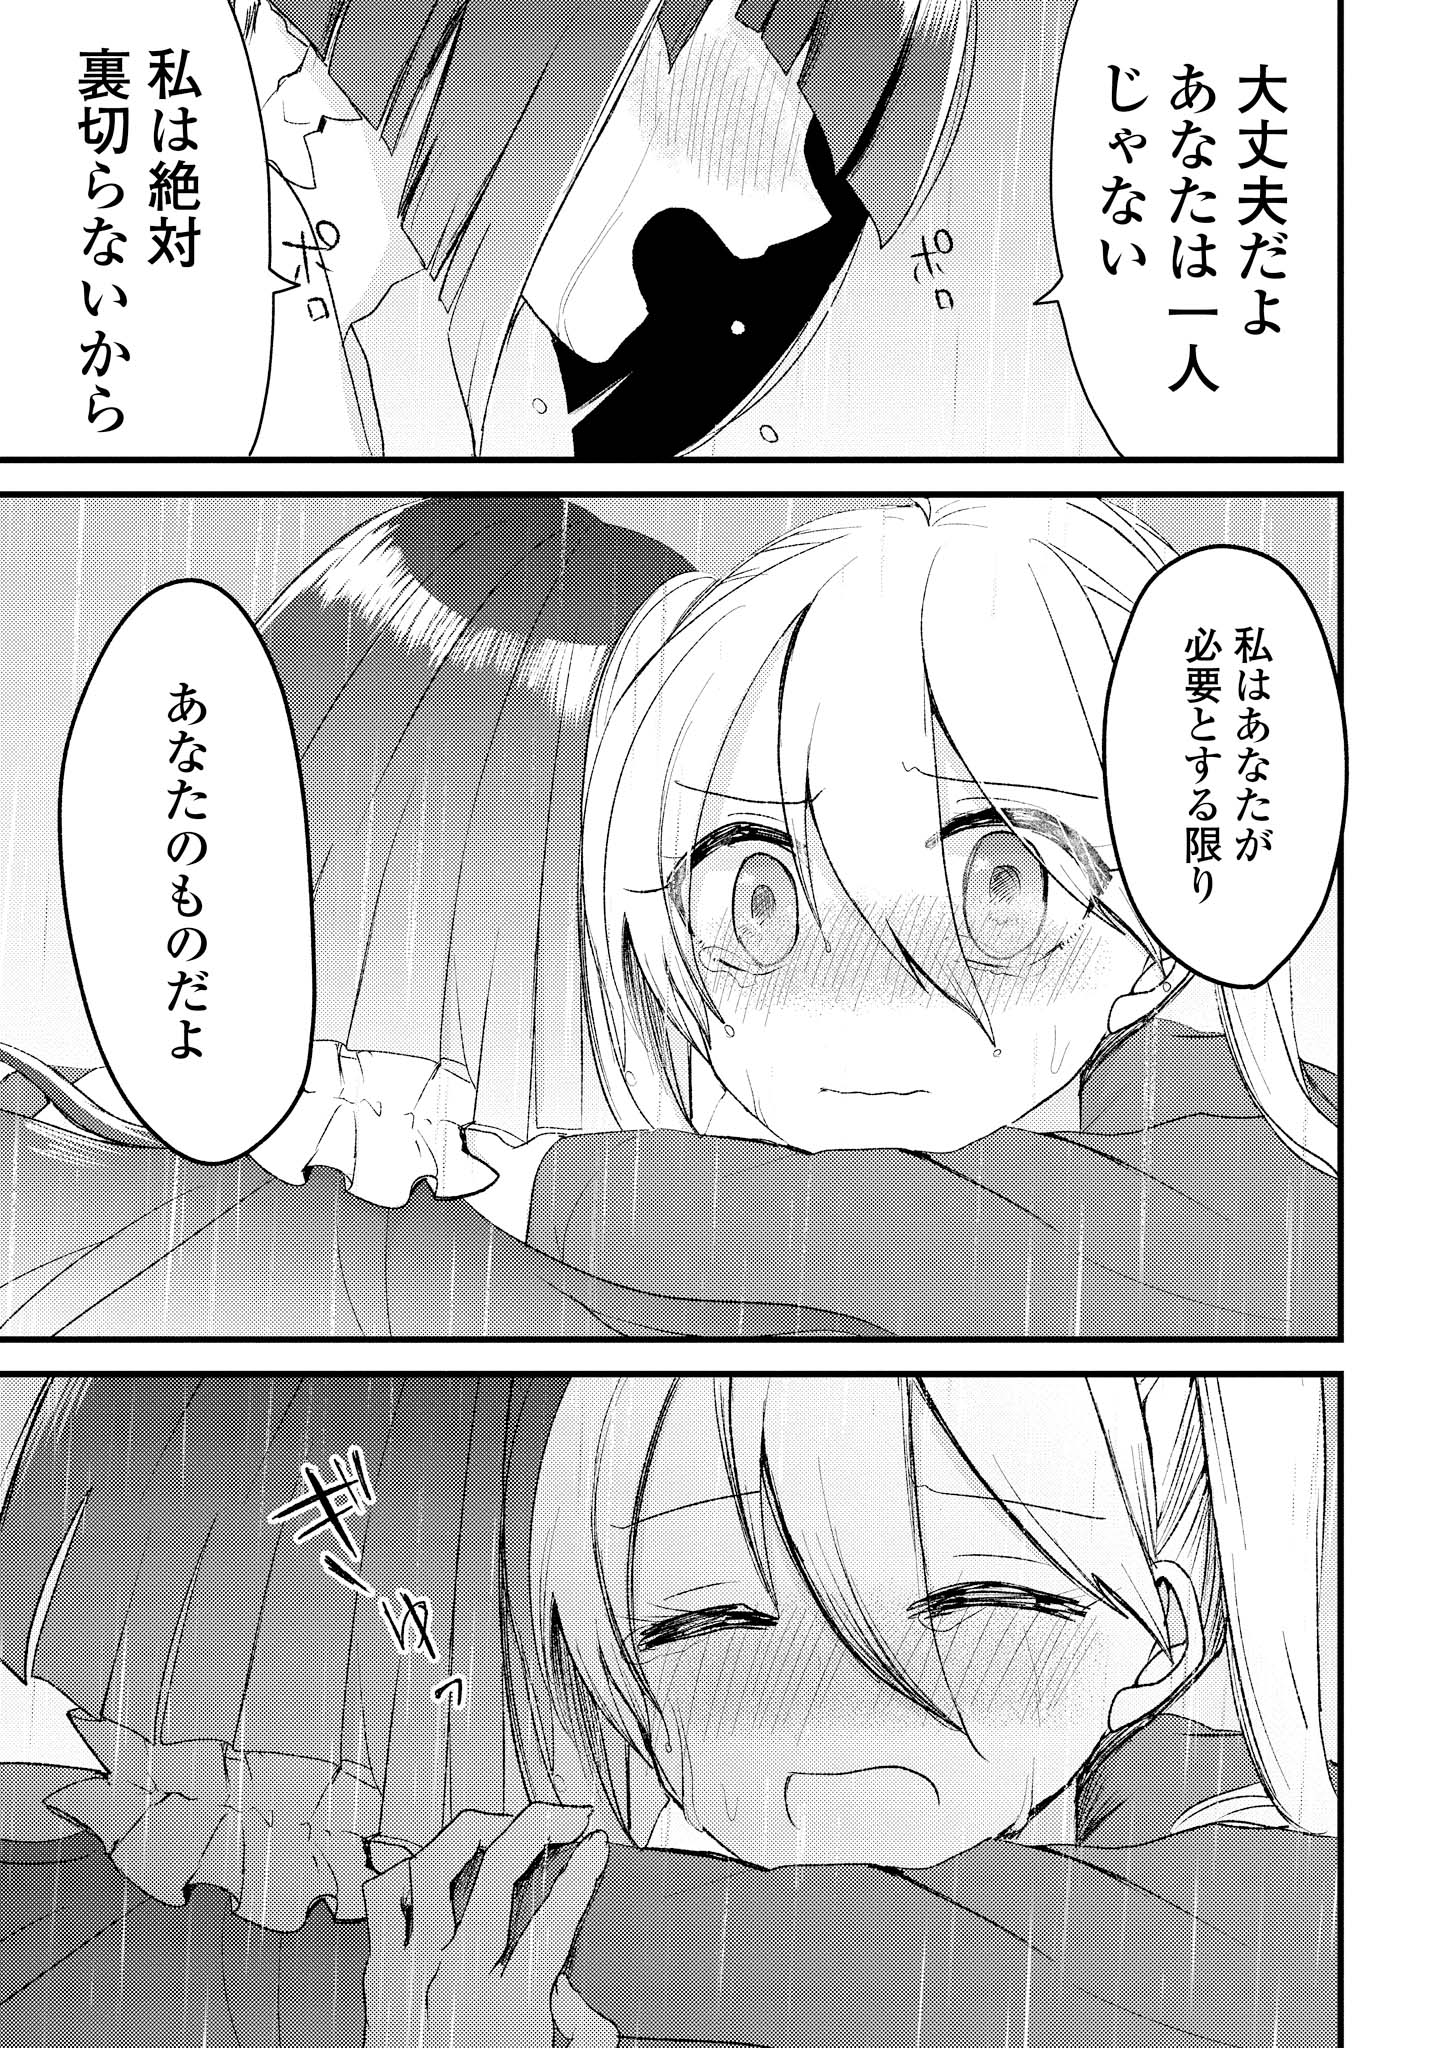 大丈夫だよ
あなたは一人
じゃない
ポロ
ポロ
私は絶対
裏切らないから
私はあなたが
必要とする限り
あなたのものだよ
ギゅっ